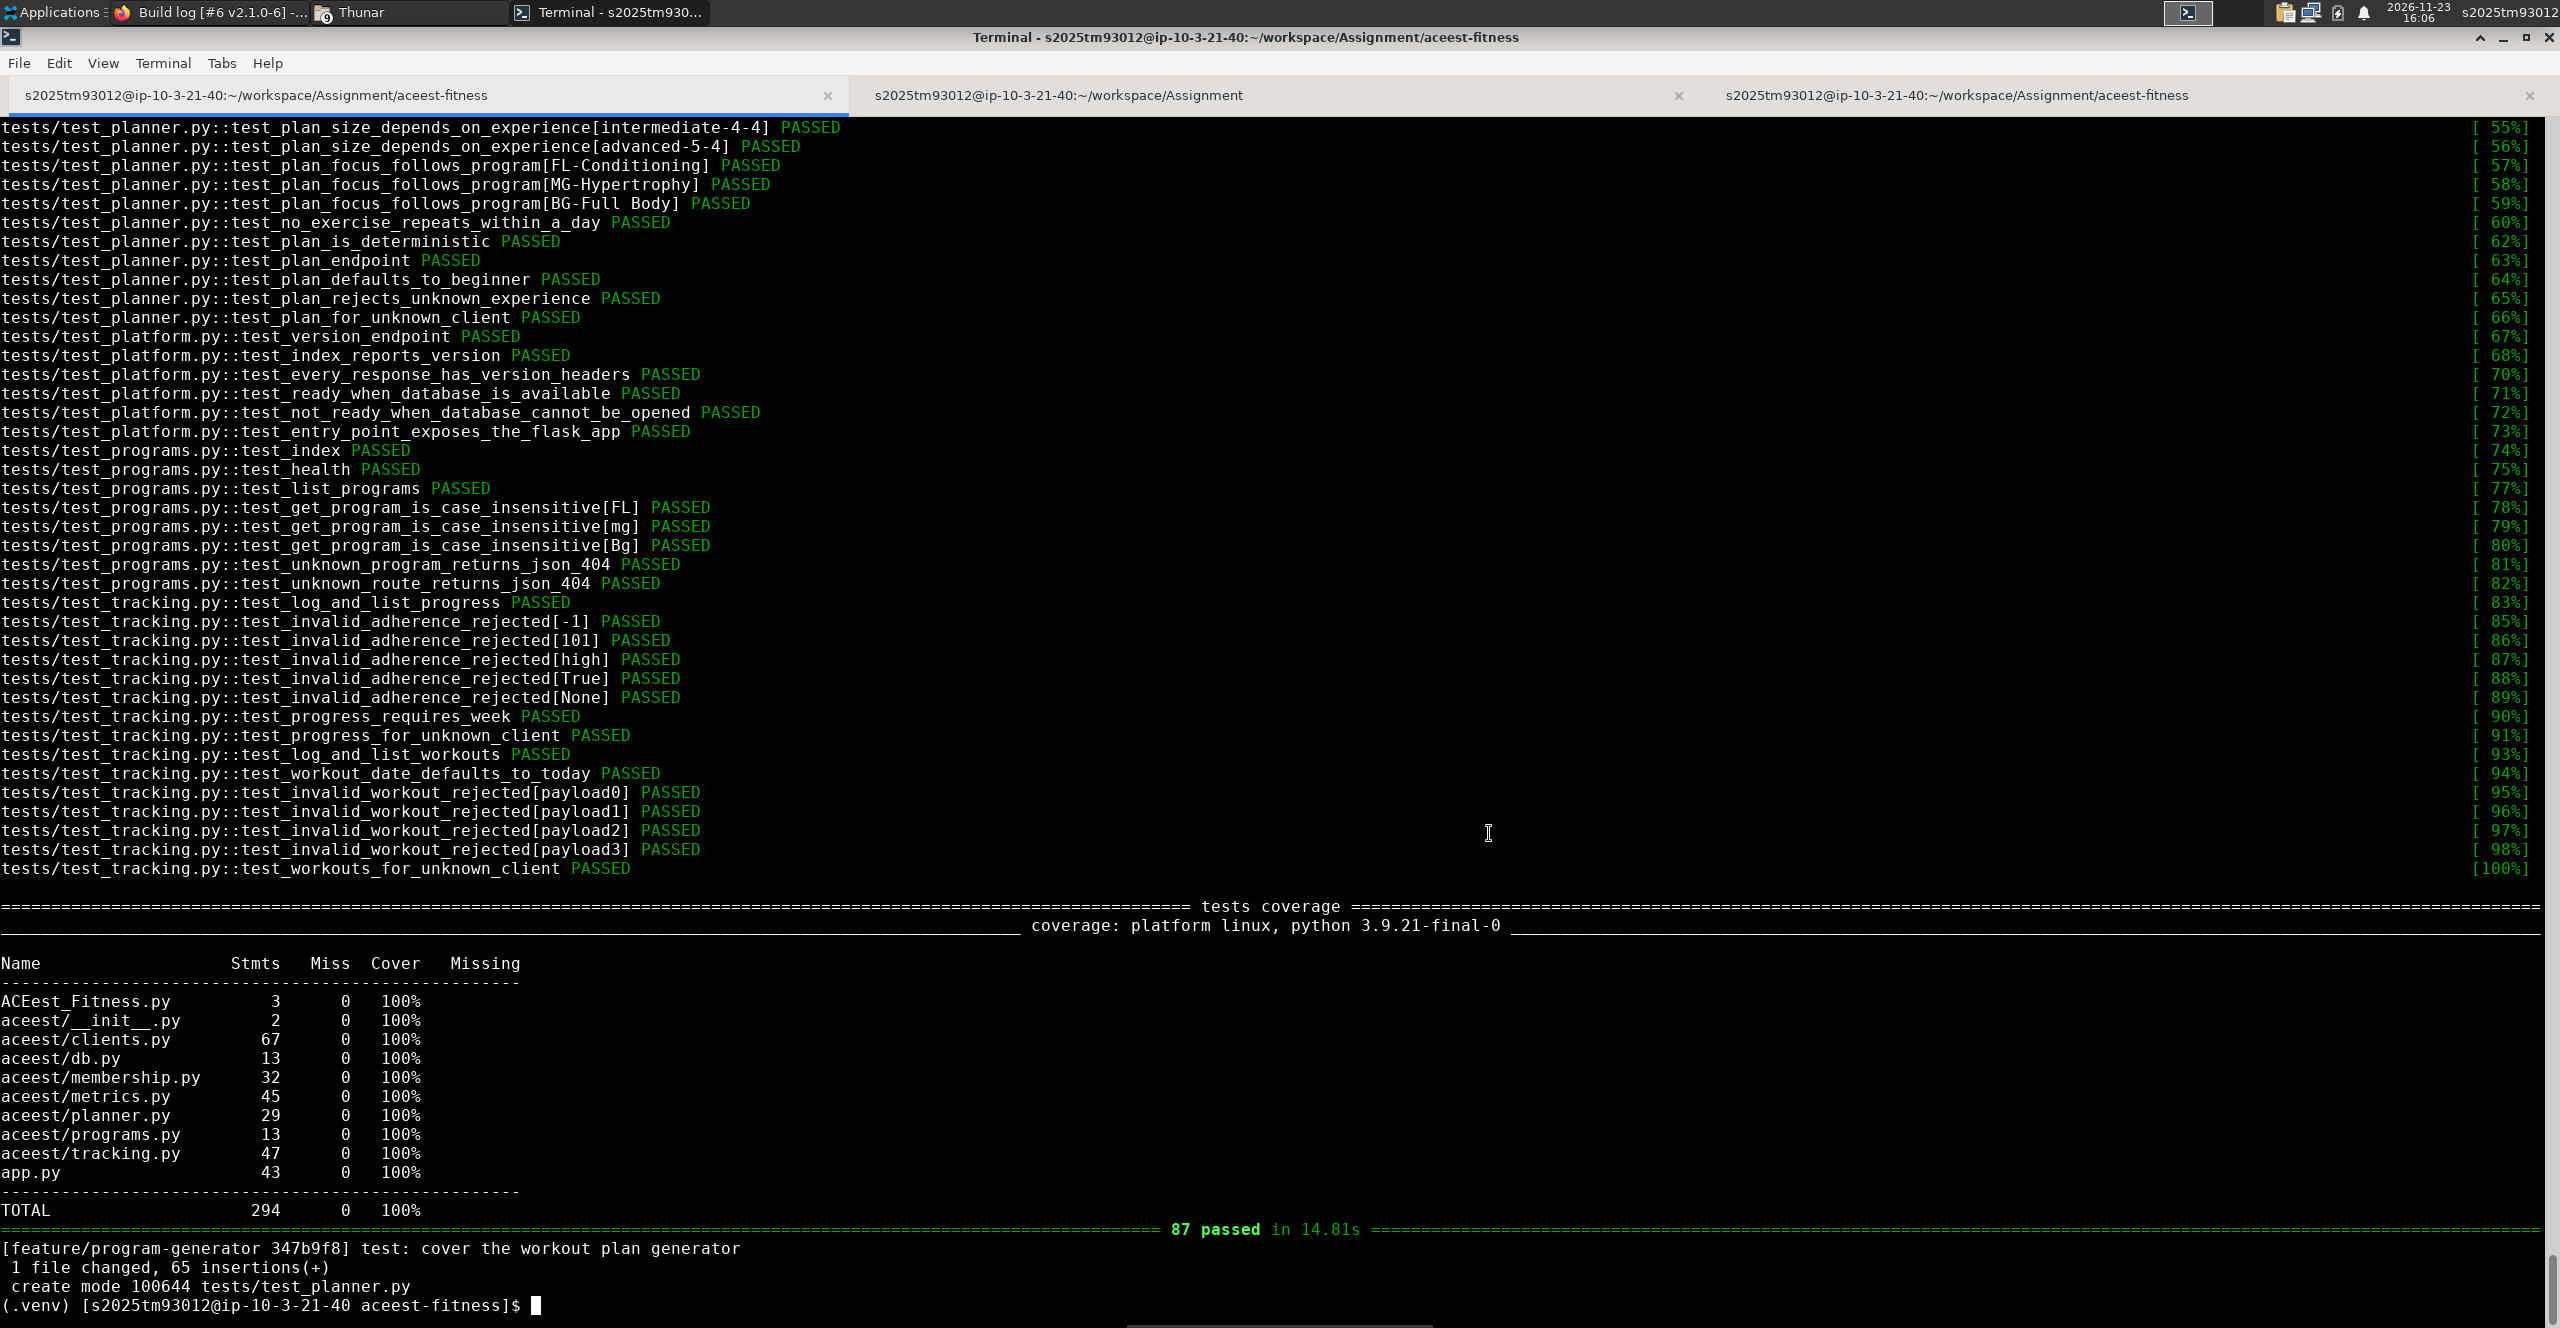 Applications Build log [#6 v2.1.0-6] -... Thunar Terminal - s2025tm930... 2026-11-23 16:06 s2025tm93012
Terminal - s2025tm93012@ip-10-3-21-40:~/workspace/Assignment/aceest-fitness
File Edit View Terminal Tabs Help
s2025tm93012@ip-10-3-21-40:~/workspace/Assignment/aceest-fitness s2025tm93012@ip-10-3-21-40:~/workspace/Assignment s2025tm93012@ip-10-3-21-40:~/workspace/Assignment/aceest-fitness
tests/test_planner.py::test_plan_size_depends_on_experience[intermediate-4-4] PASSED [ 55%]
tests/test_planner.py::test_plan_size_depends_on_experience[advanced-5-4] PASSED [ 56%]
tests/test_planner.py::test_plan_focus_follows_program[FL-Conditioning] PASSED [ 57%]
tests/test_planner.py::test_plan_focus_follows_program[MG-Hypertrophy] PASSED [ 58%]
tests/test_planner.py::test_plan_focus_follows_program[BG-Full Body] PASSED [ 59%]
tests/test_planner.py::test_no_exercise_repeats_within_a_day PASSED [ 60%]
tests/test_planner.py::test_plan_is_deterministic PASSED [ 62%]
tests/test_planner.py::test_plan_endpoint PASSED [ 63%]
tests/test_planner.py::test_plan_defaults_to_beginner PASSED [ 64%]
tests/test_planner.py::test_plan_rejects_unknown_experience PASSED [ 65%]
tests/test_planner.py::test_plan_for_unknown_client PASSED [ 66%]
tests/test_platform.py::test_version_endpoint PASSED [ 67%]
tests/test_platform.py::test_index_reports_version PASSED [ 68%]
tests/test_platform.py::test_every_response_has_version_headers PASSED [ 70%]
tests/test_platform.py::test_ready_when_database_is_available PASSED [ 71%]
tests/test_platform.py::test_not_ready_when_database_cannot_be_opened PASSED [ 72%]
tests/test_platform.py::test_entry_point_exposes_the_flask_app PASSED [ 73%]
tests/test_programs.py::test_index PASSED [ 74%]
tests/test_programs.py::test_health PASSED [ 75%]
tests/test_programs.py::test_list_programs PASSED [ 77%]
tests/test_programs.py::test_get_program_is_case_insensitive[FL] PASSED [ 78%]
tests/test_programs.py::test_get_program_is_case_insensitive[mg] PASSED [ 79%]
tests/test_programs.py::test_get_program_is_case_insensitive[Bg] PASSED [ 80%]
tests/test_programs.py::test_unknown_program_returns_json_404 PASSED [ 81%]
tests/test_programs.py::test_unknown_route_returns_json_404 PASSED [ 82%]
tests/test_tracking.py::test_log_and_list_progress PASSED [ 83%]
tests/test_tracking.py::test_invalid_adherence_rejected[-1] PASSED [ 85%]
tests/test_tracking.py::test_invalid_adherence_rejected[101] PASSED [ 86%]
tests/test_tracking.py::test_invalid_adherence_rejected[high] PASSED [ 87%]
tests/test_tracking.py::test_invalid_adherence_rejected[True] PASSED [ 88%]
tests/test_tracking.py::test_invalid_adherence_rejected[None] PASSED [ 89%]
tests/test_tracking.py::test_progress_requires_week PASSED [ 90%]
tests/test_tracking.py::test_progress_for_unknown_client PASSED [ 91%]
tests/test_tracking.py::test_log_and_list_workouts PASSED [ 93%]
tests/test_tracking.py::test_workout_date_defaults_to_today PASSED [ 94%]
tests/test_tracking.py::test_invalid_workout_rejected[payload0] PASSED [ 95%]
tests/test_tracking.py::test_invalid_workout_rejected[payload1] PASSED [ 96%]
tests/test_tracking.py::test_invalid_workout_rejected[payload2] PASSED [ 97%]
tests/test_tracking.py::test_invalid_workout_rejected[payload3] PASSED [ 98%]
tests/test_tracking.py::test_workouts_for_unknown_client PASSED [100%]
tests coverage
coverage: platform linux, python 3.9.21-final-0
Name Stmts Miss Cover Missing
ACEest_Fitness.py 3 0 100%
aceest/__init__.py 2 0 100%
aceest/clients.py 67 0 100%
aceest/db.py 13 0 100%
aceest/membership.py 32 0 100%
aceest/metrics.py 45 0 100%
aceest/planner.py 29 0 100%
aceest/programs.py 13 0 100%
aceest/tracking.py 47 0 100%
app.py 43 0 100%
TOTAL 294 0 100%
87 passed in 14.81s
[feature/program-generator 347b9f8] test: cover the workout plan generator
1 file changed, 65 insertions(+)
create mode 100644 tests/test_planner.py
(.venv) [s2025tm93012@ip-10-3-21-40 aceest-fitness]$